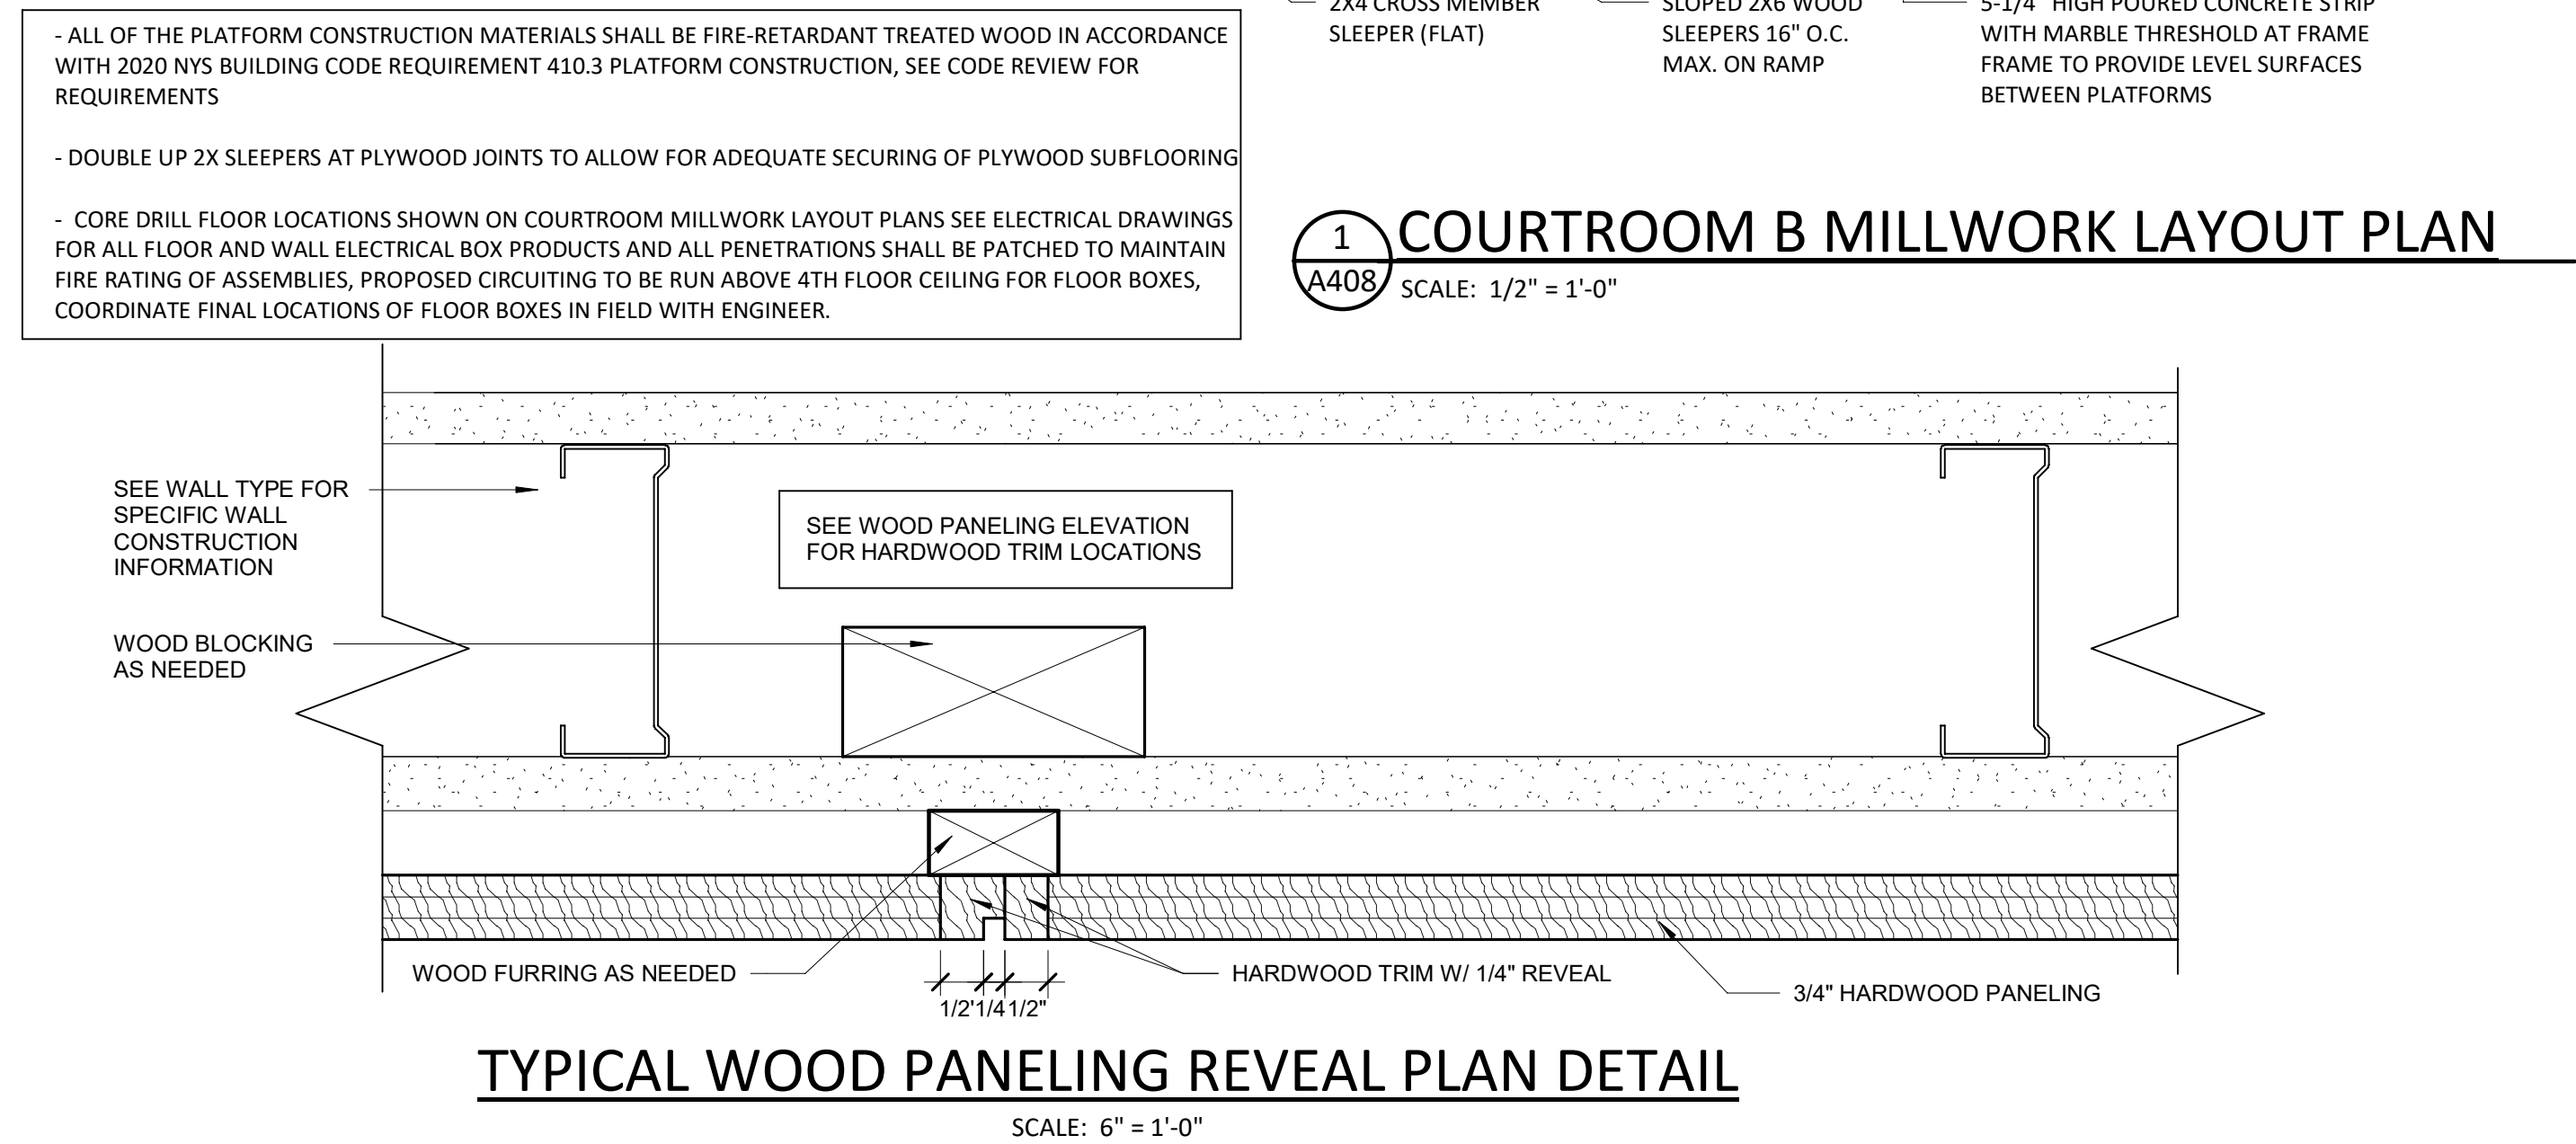 - ALL OF THE PLATFORM CONSTRUCTION MATERIALS SHALL BE FIRE-RETARDANT TREATED WOOD IN ACCORDANCE
WITH 2020 NYS BUILDING CODE REQUIREMENT 410.3 PLATFORM CONSTRUCTION, SEE CODE REVIEW FOR
REQUIREMENTS
- DOUBLE UP 2X SLEEPERS AT PLYWOOD JOINTS TO ALLOW FOR ADEQUATE SECURING OF PLYWOOD SUBFLOORING
- CORE DRILL FLOOR LOCATIONS SHOWN ON COURTROOM MILLWORK LAYOUT PLANS SEE ELECTRICAL DRAWINGS
FOR ALL FLOOR AND WALL ELECTRICAL BOX PRODUCTS AND ALL PENETRATIONS SHALL BE PATCHED TO MAINTAIN
FIRE RATING OF ASSEMBLIES, PROPOSED CIRCUITING TO BE RUN ABOVE 4TH FLOOR CEILING FOR FLOOR BOXES,
COORDINATE FINAL LOCATIONS OF FLOOR BOXES IN FIELD WITH ENGINEER.
2X4 CROSS MEMBER
SLEEPER (FLAT)
SLOPED 2X6 WOOD
SLEEPERS 16" O.C.
MAX. ON RAMP
5-1/4" HIGH POURED CONCRETE STRIP
WITH MARBLE THRESHOLD AT FRAME
FRAME TO PROVIDE LEVEL SURFACES
BETWEEN PLATFORMS
1
A408
COURTROOM B MILLWORK LAYOUT PLAN
SCALE: 1/2" = 1'-0"
SEE WALL TYPE FOR
SPECIFIC WALL
CONSTRUCTION
INFORMATION
SEE WOOD PANELING ELEVATION
FOR HARDWOOD TRIM LOCATIONS
WOOD BLOCKING
AS NEEDED
WOOD FURRING AS NEEDED
HARDWOOD TRIM W/ 1/4" REVEAL
3/4" HARDWOOD PANELING
1/2'1/41/2"
TYPICAL WOOD PANELING REVEAL PLAN DETAIL
SCALE: 6" = 1'-0"